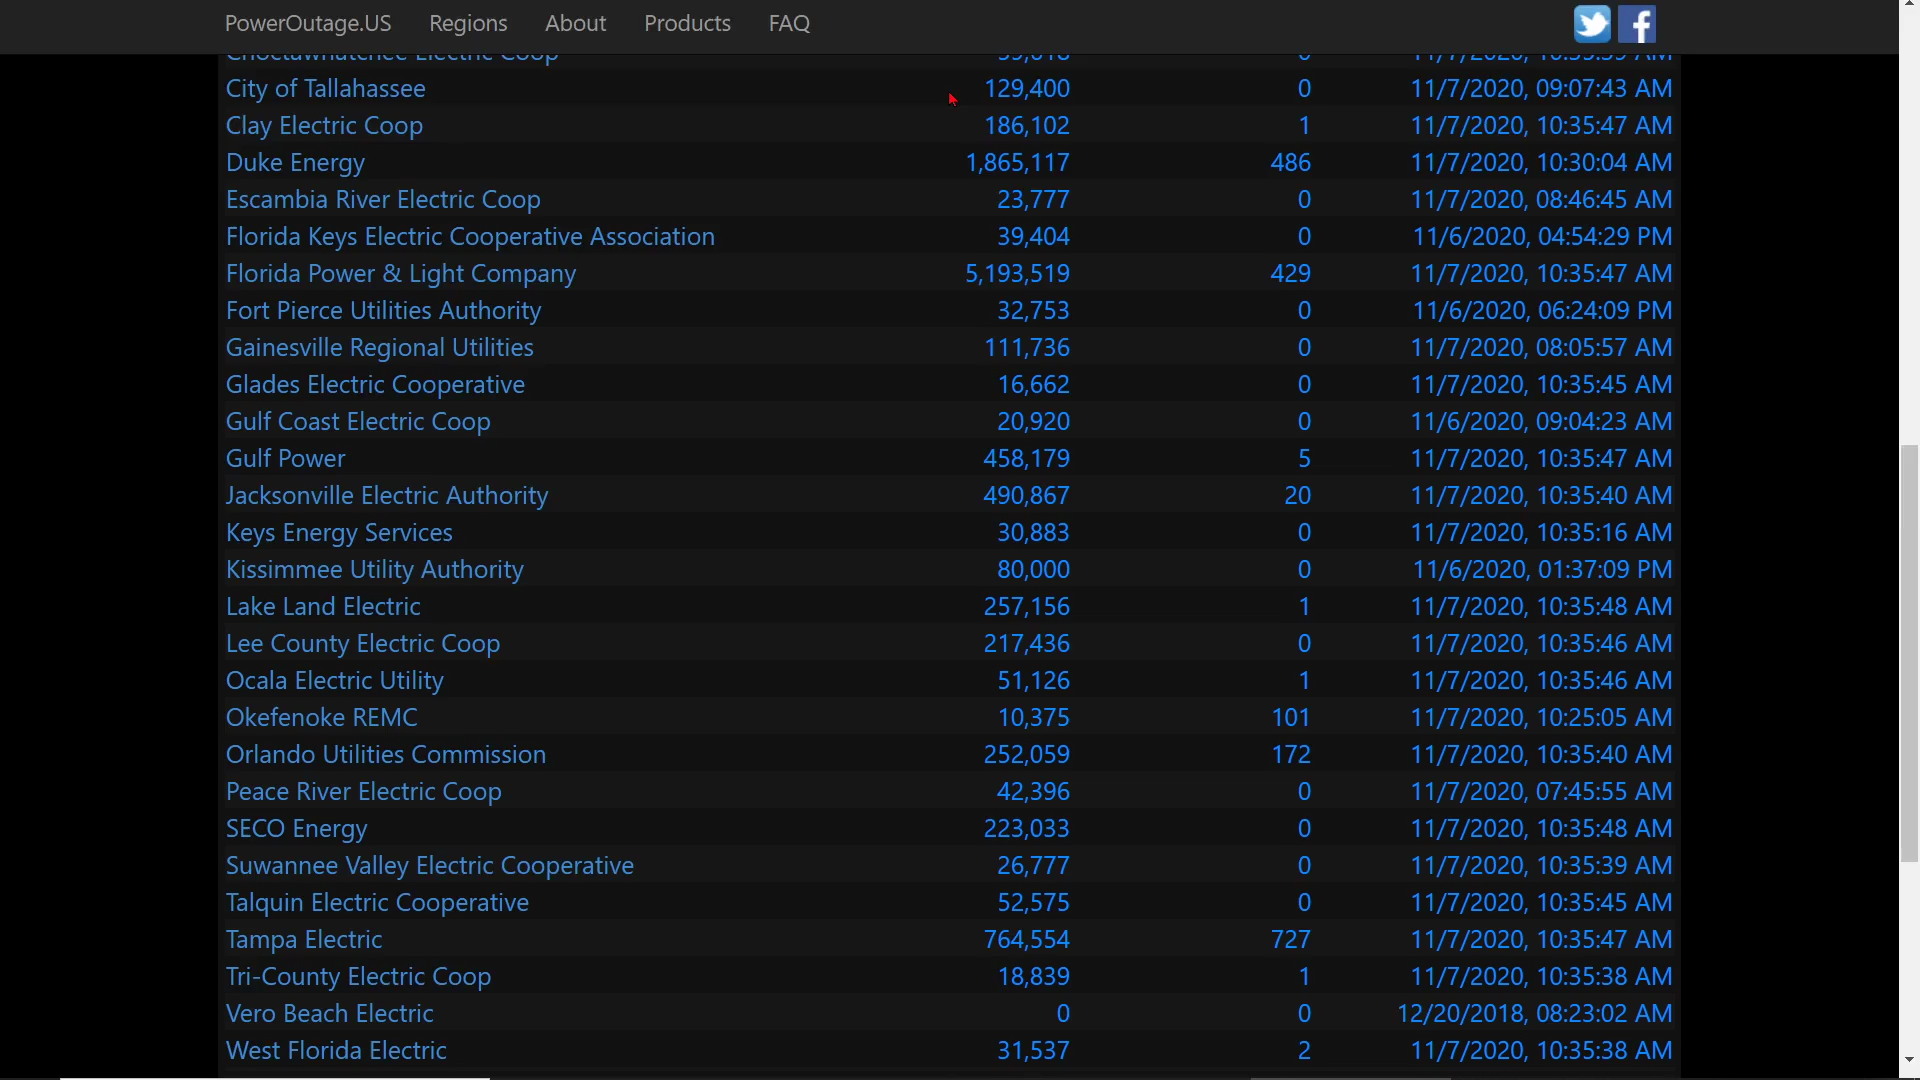 PowerOutage.US Regions About Products FAQ
City of Tallahassee 129,400 0 11/7/2020, 09:07:43 AM
Clay Electric Coop 186,102 1 11/7/2020, 10:35:47 AM
Duke Energy 1,865,117 486 11/7/2020, 10:30:04 AM
Escambia River Electric Coop 23,777 0 11/7/2020, 08:46:45 AM
Florida Keys Electric Cooperative Association 39,404 0 11/6/2020, 04:54:29 PM
Florida Power & Light Company 5,193,519 429 11/7/2020, 10:35:47 AM
Fort Pierce Utilities Authority 32,753 0 11/6/2020, 06:24:09 PM
Gainesville Regional Utilities 111,736 0 11/7/2020, 08:05:57 AM
Glades Electric Cooperative 16,662 0 11/7/2020, 10:35:45 AM
Gulf Coast Electric Coop 20,920 0 11/6/2020, 09:04:23 AM
Gulf Power 458,179 5 11/7/2020, 10:35:47 AM
Jacksonville Electric Authority 490,867 20 11/7/2020, 10:35:40 AM
Keys Energy Services 30,883 0 11/7/2020, 10:35:16 AM
Kissimmee Utility Authority 80,000 0 11/6/2020, 01:37:09 PM
Lake Land Electric 257,156 1 11/7/2020, 10:35:48 AM
Lee County Electric Coop 217,436 0 11/7/2020, 10:35:46 AM
Ocala Electric Utility 51,126 1 11/7/2020, 10:35:46 AM
Okefenoke REMC 10,375 101 11/7/2020, 10:25:05 AM
Orlando Utilities Commission 252,059 172 11/7/2020, 10:35:40 AM
Peace River Electric Coop 42,396 0 11/7/2020, 07:45:55 AM
SECO Energy 223,033 0 11/7/2020, 10:35:48 AM
Suwannee Valley Electric Cooperative 26,777 0 11/7/2020, 10:35:39 AM
Talquin Electric Cooperative 52,575 0 11/7/2020, 10:35:45 AM
Tampa Electric 764,554 727 11/7/2020, 10:35:47 AM
Tri-County Electric Coop 18,839 1 11/7/2020, 10:35:38 AM
Vero Beach Electric 0 0 12/20/2018, 08:23:02 AM
West Florida Electric 31,537 2 11/7/2020, 10:35:38 AM